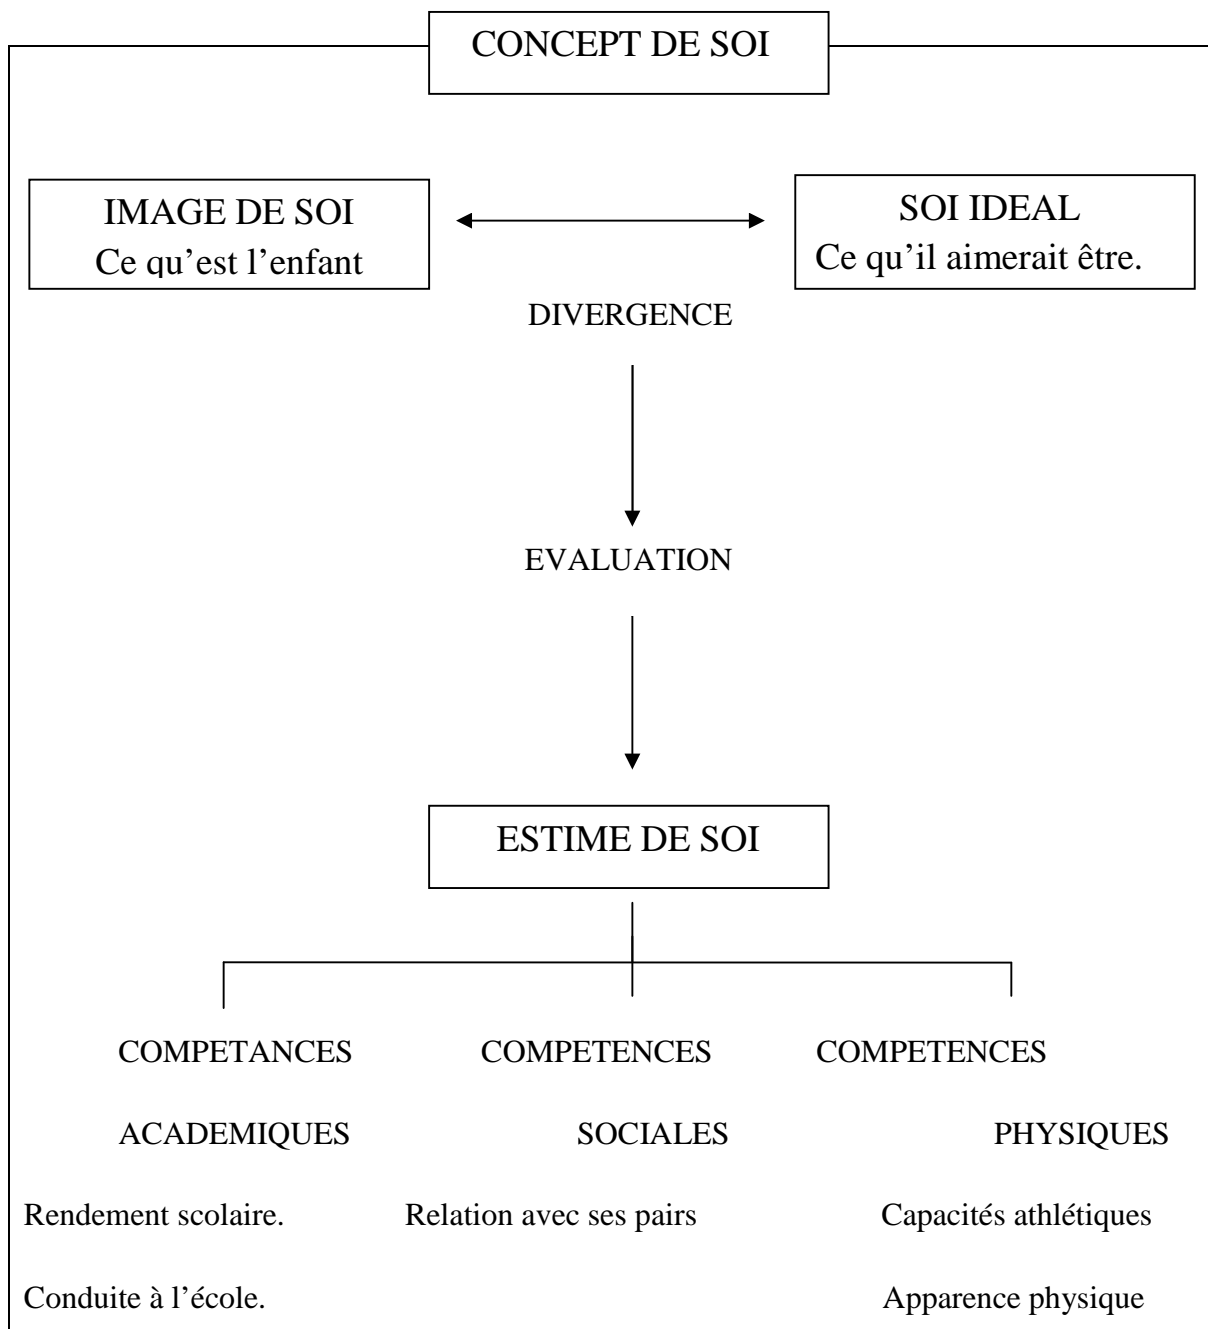 CONCEPT DE SOI
IMAGE DE SOI
Ce qu’est l’enfant
SOI IDEAL
Ce qu’il aimerait être.
DIVERGENCE
EVALUATION
ESTIME DE SOI
COMPETANCES COMPETENCES COMPETENCES
ACADEMIQUES SOCIALES PHYSIQUES
Rendement scolaire. Relation avec ses pairs Capacités athlétiques
Conduite à l’école. Apparence physique